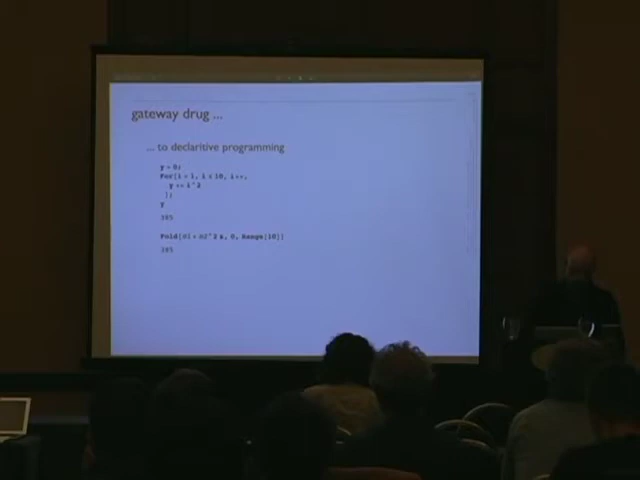 gateway drug ...
... to declaritive programming
y = 0;
For[i = 1, i ≤ 10, i++,
y += i^2
];
y
385
Fold[#1 + #2^2 &, 0, Range[10]]
385